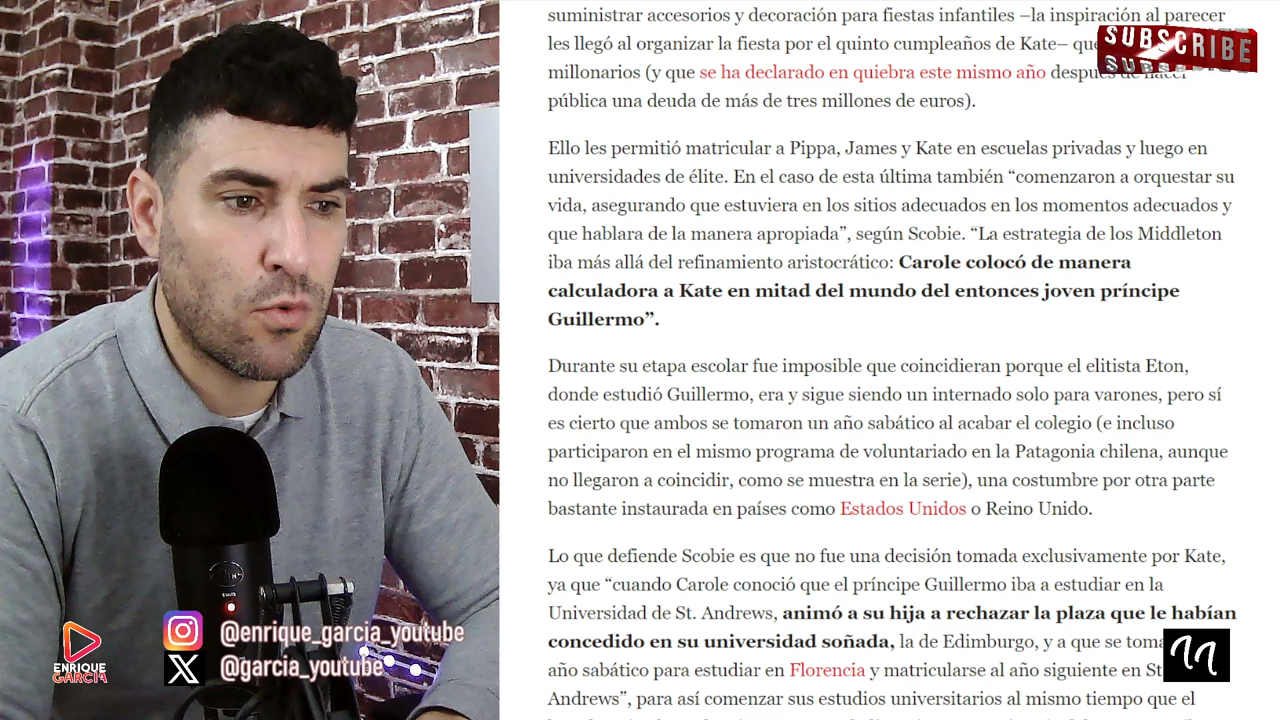 suministrar accesorios y decoración para fiestas infantiles –la inspiración al parecer
les llegó al organizar la fiesta por el quinto cumpleaños de Kate– que
millonarios (y que se ha declarado en quiebra este mismo año después de hacer
pública una deuda de más de tres millones de euros).
Ello les permitió matricular a Pippa, James y Kate en escuelas privadas y luego en
universidades de élite. En el caso de esta última también “comenzaron a orquestar su
vida, asegurando que estuviera en los sitios adecuados en los momentos adecuados y
que hablara de la manera apropiada”, según Scobie. “La estrategia de los Middleton
iba más allá del refinamiento aristocrático: Carole colocó de manera
calculadora a Kate en mitad del mundo del entonces joven príncipe
Guillermo”.
Durante su etapa escolar fue imposible que coincidieran porque el elitista Eton,
donde estudió Guillermo, era y sigue siendo un internado solo para varones, pero sí
es cierto que ambos se tomaron un año sabático al acabar el colegio (e incluso
participaron en el mismo programa de voluntariado en la Patagonia chilena, aunque
no llegaron a coincidir, como se muestra en la serie), una costumbre por otra parte
bastante instaurada en países como Estados Unidos o Reino Unido.
Lo que defiende Scobie es que no fue una decisión tomada exclusivamente por Kate,
ya que “cuando Carole conoció que el príncipe Guillermo iba a estudiar en la
Universidad de St. Andrews, animó a su hija a rechazar la plaza que le habían
concedido en su universidad soñada, la de Edimburgo, y a que se toma
año sabático para estudiar en Florencia y matricularse al año siguiente en St
Andrews”, para así comenzar sus estudios universitarios al mismo tiempo que el
SUBSCRIBE
@enrique_garcia_youtube
@garcia_youtube
ENRIQUE
GARCIA